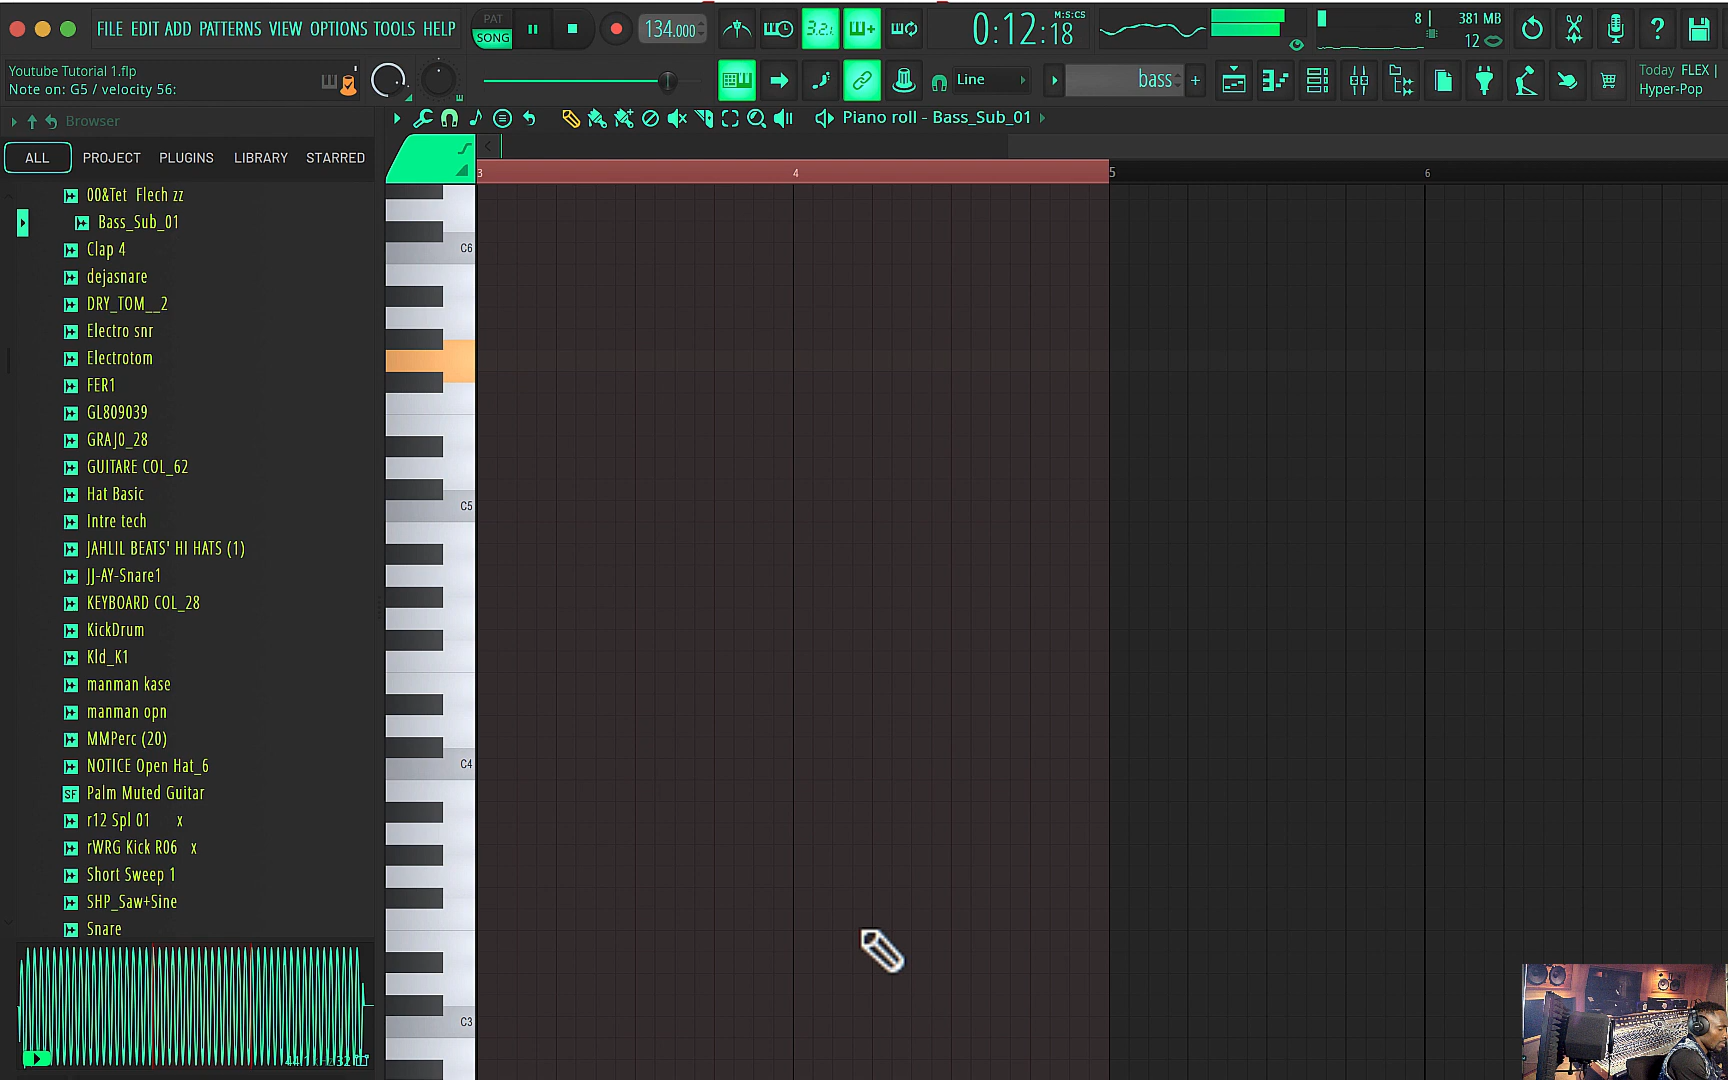 FILE EDIT ADD PATTERNS VIEW OPTIONS TOOLS HELP
PAT
SONG
134.000
3.2.1
0:12:18
M:S:CS
8
381 MB
12
Youtube Tutorial 1.flp
Note on: G5 / velocity 56:
Line
bass
Today FLEX |
Hyper-Pop
Browser
Piano roll - Bass_Sub_01
ALL PROJECT PLUGINS LIBRARY STARRED
3 4 5 6
00&Tet Flech zz
Bass_Sub_01
Clap 4
dejasnare
DRY_TOM__2
Electro snr
Electrotom
FER1
GL809039
GRAJ0_28
GUITARE COL_62
Hat Basic
Intre tech
JAHLIL BEATS' HI HATS (1)
JJ-AY-Snare1
KEYBOARD COL_28
KickDrum
Kld_K1
manman kase
manman opn
MMPerc (20)
NOTICE Open Hat_6
SF Palm Muted Guitar
r12 Spl 01 x
rWRG Kick R06 x
Short Sweep 1
SHP_Saw+Sine
Snare
C6
C5
C4
C3